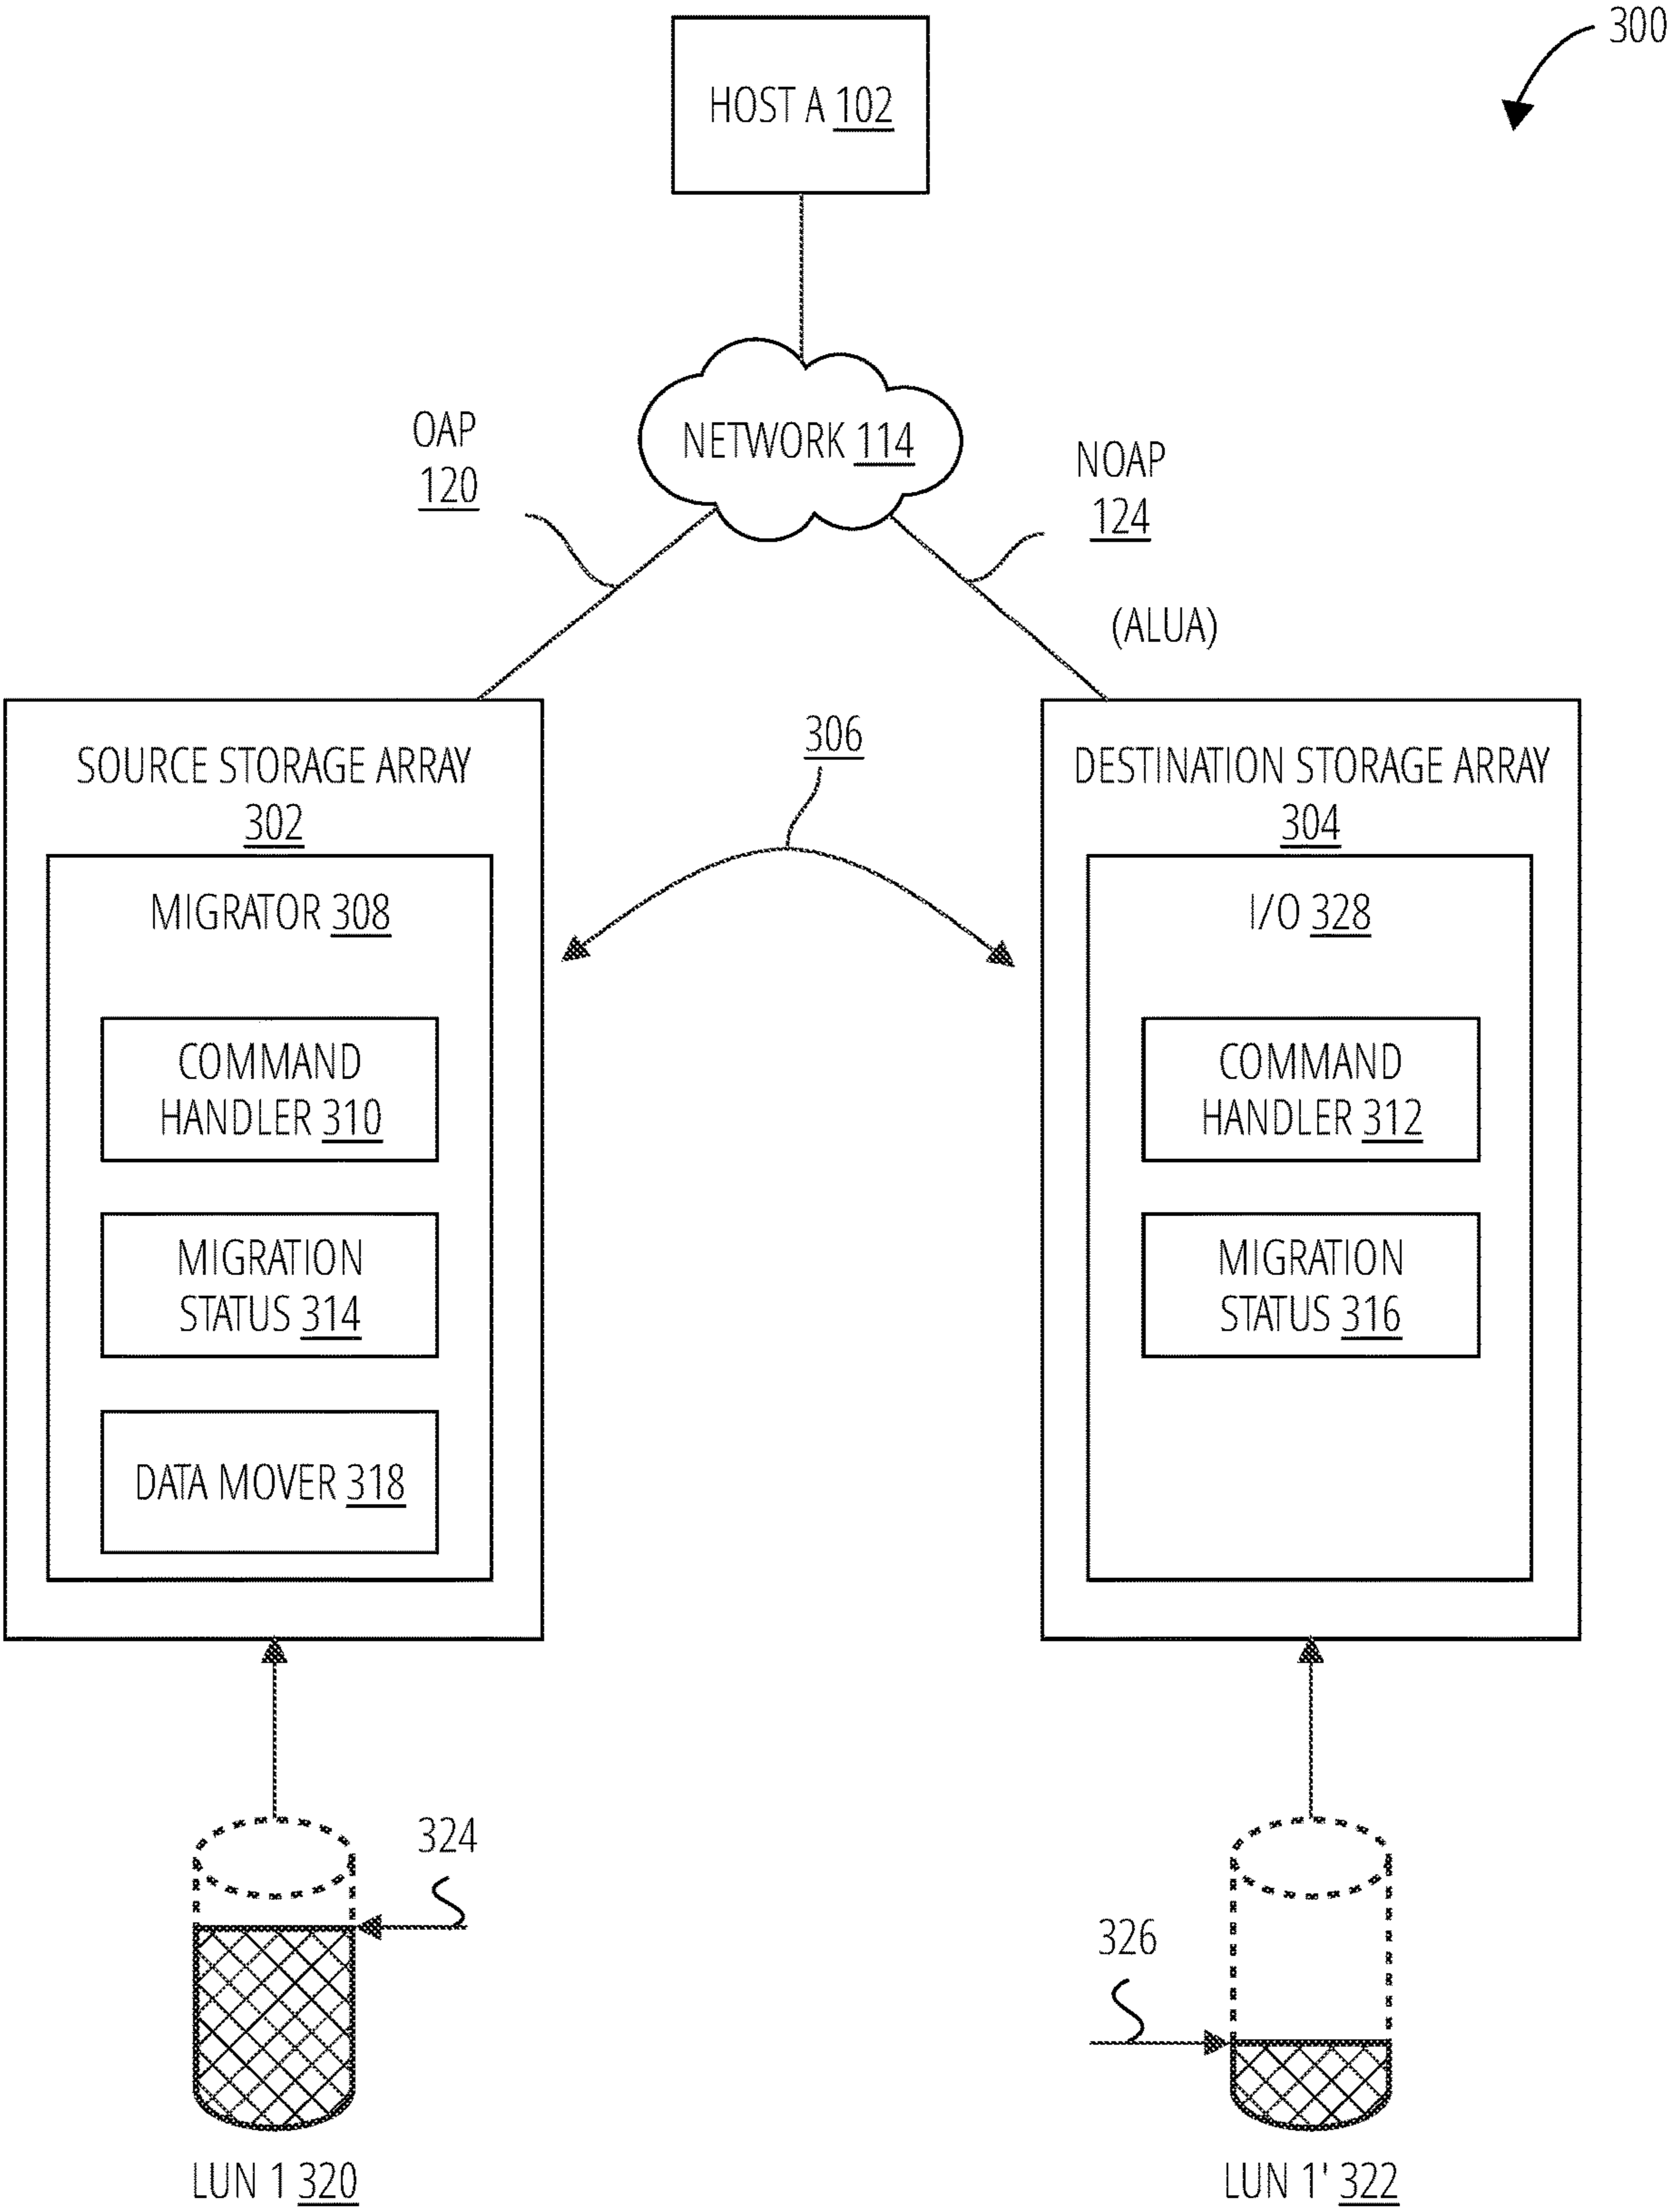 300
HOST A 102
NETWORK 114
OAP
120
NOAP
124
(ALUA)
306
SOURCE STORAGE ARRAY
302
MIGRATOR 308
COMMAND
HANDLER 310
MIGRATION
STATUS 314
DATA MOVER 318
DESTINATION STORAGE ARRAY
304
I/O 328
COMMAND
HANDLER 312
MIGRATION
STATUS 316
324
LUN 1 320
326
LUN 1' 322